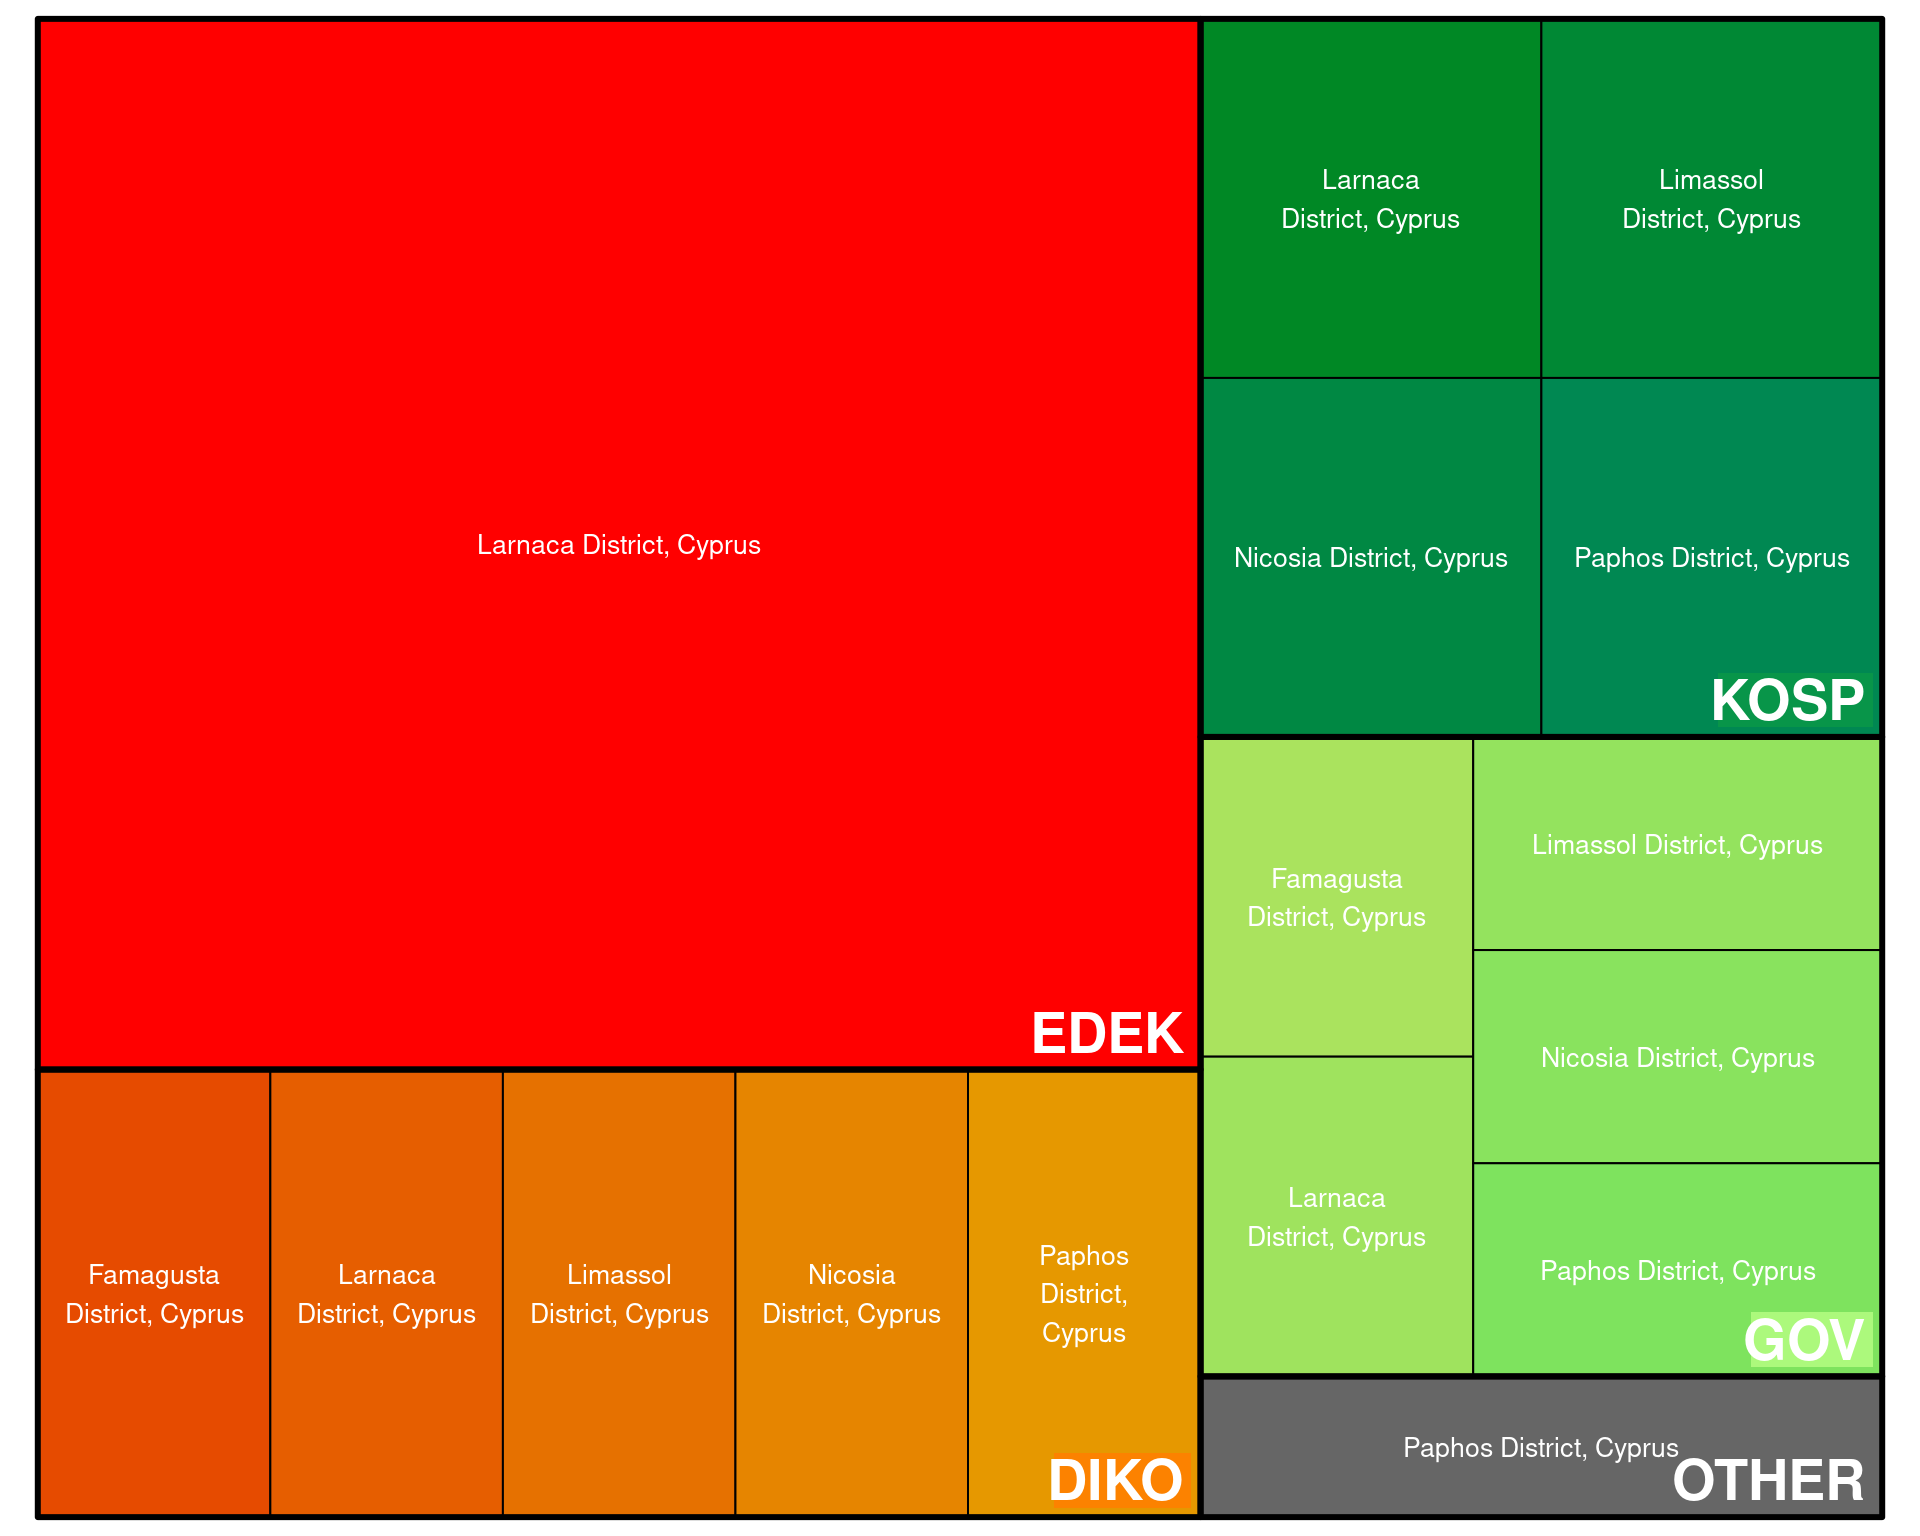 Larnaca District, Cyprus
EDEK
Famagusta
District, Cyprus
Larnaca
District, Cyprus
Limassol
District, Cyprus
Nicosia
District, Cyprus
Paphos
District,
Cyprus
DIKO
Larnaca
District, Cyprus
Limassol
District, Cyprus
Nicosia District, Cyprus
Paphos District, Cyprus
KOSP
Famagusta
District, Cyprus
Larnaca
District, Cyprus
Limassol District, Cyprus
Nicosia District, Cyprus
Paphos District, Cyprus
GOV
Paphos District, Cyprus
OTHER